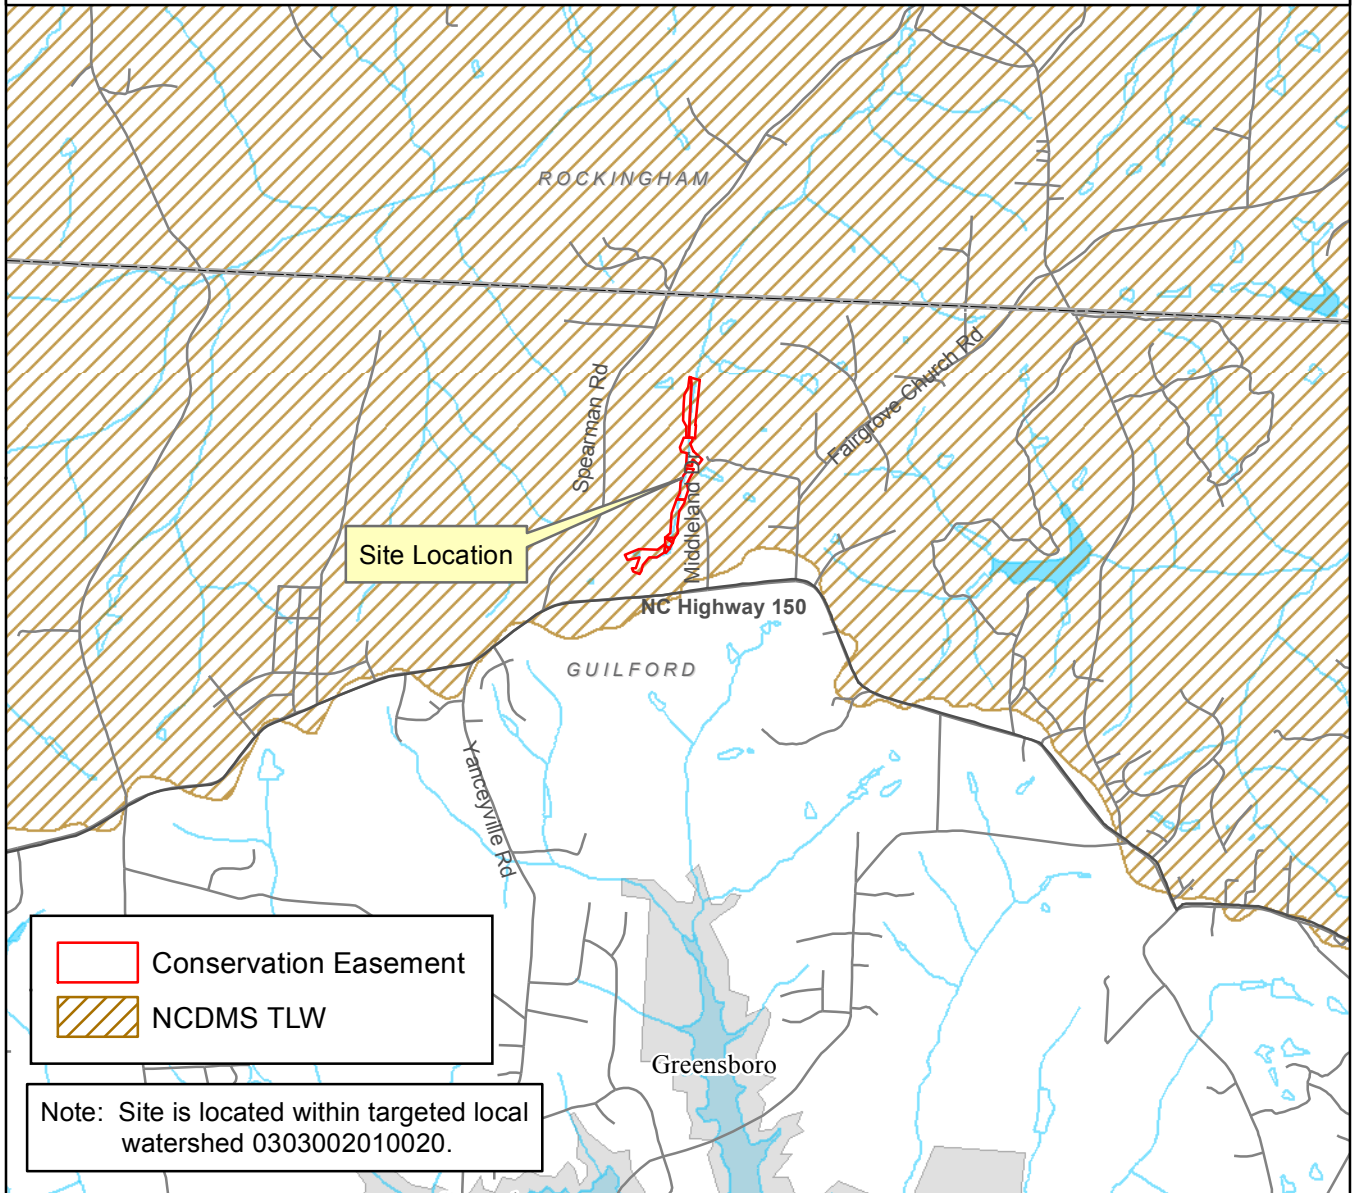 ROCKINGHAM
Spearman Rd
Fairgrove Church Rd
Middleland
Site Location
NC Highway 150
GUILFORD
Yanceyville Rd
Conservation Easement
NCDMS TLW
Greensboro
Note: Site is located within targeted local
watershed 0303002010020.